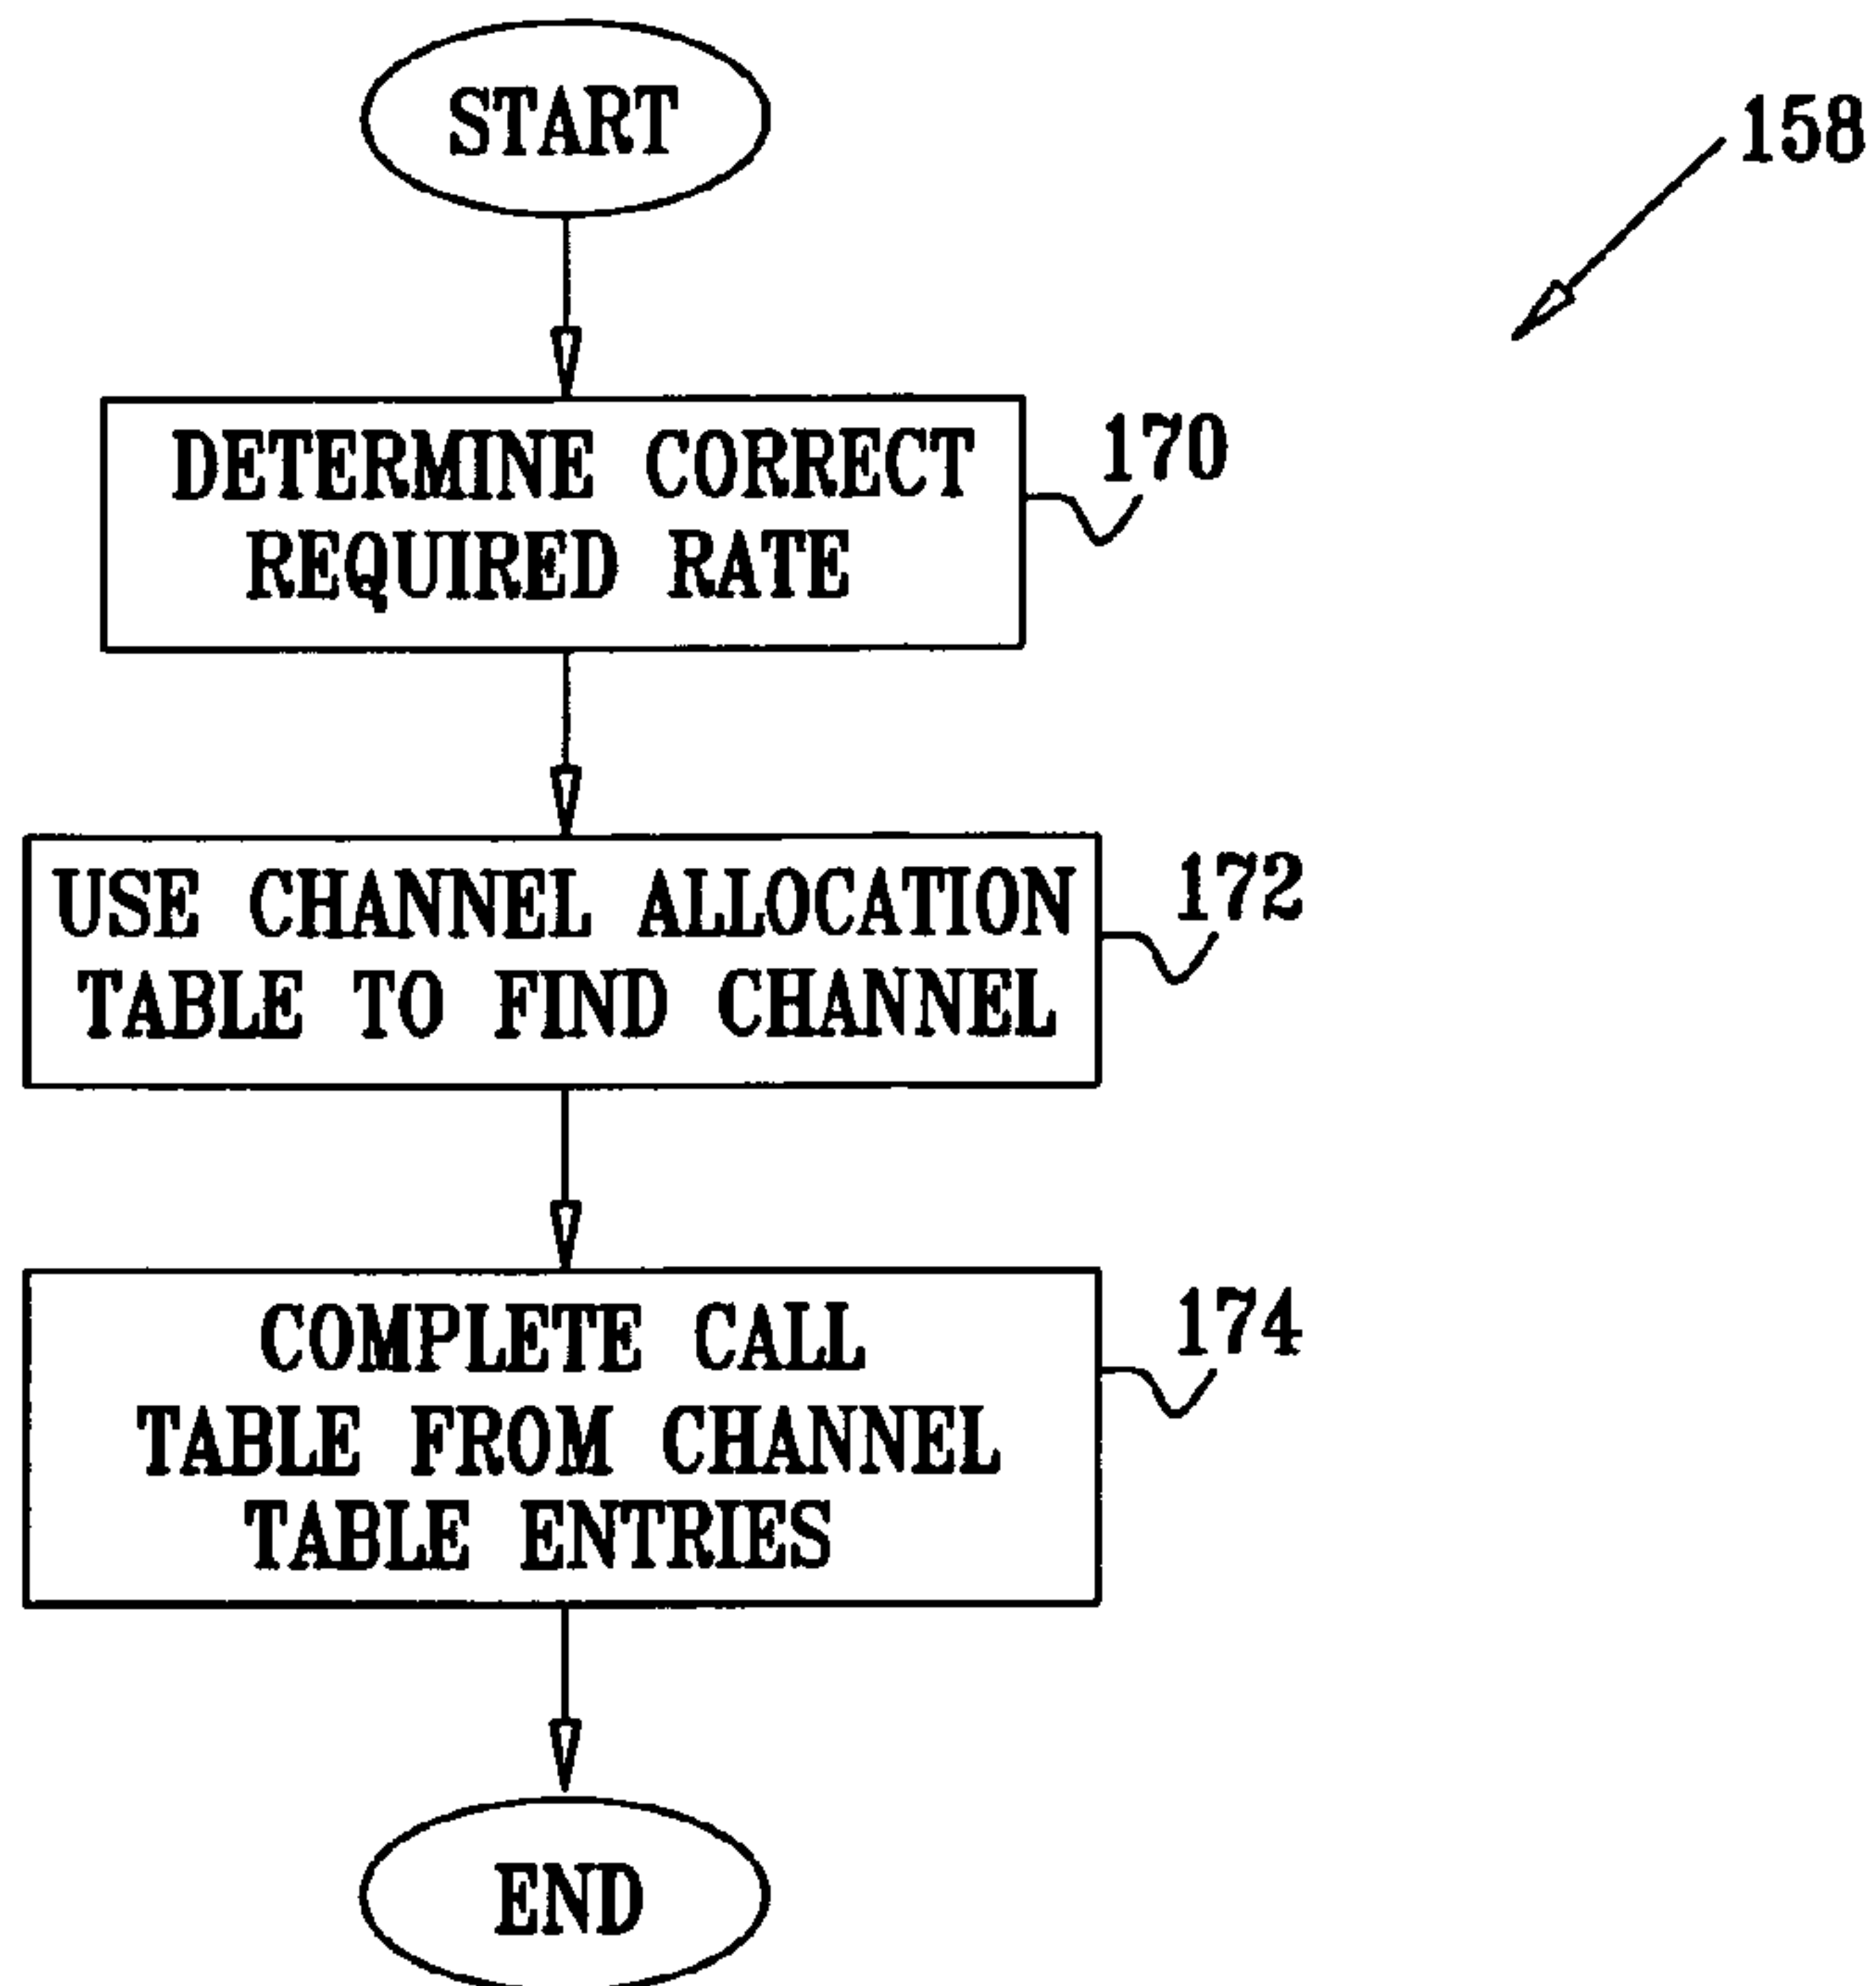 START
158
DETERMINE CORRECT
REQUIRED RATE
170
USE CHANNEL ALLOCATION
TABLE TO FIND CHANNEL
172
COMPLETE CALL
TABLE FROM CHANNEL
TABLE ENTRIES
174
END